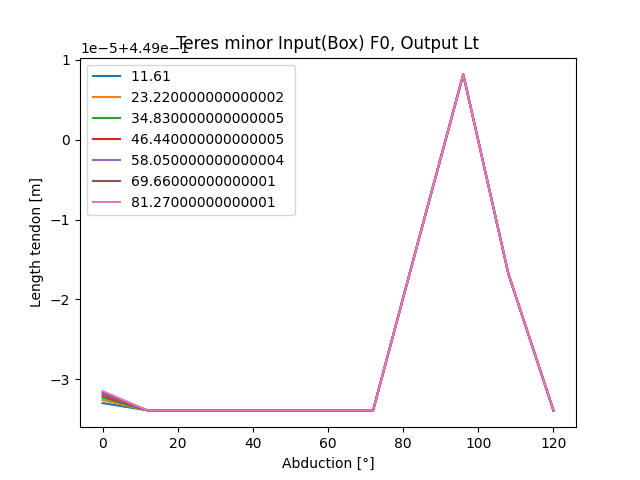 Teres minor Input(Box) F0, Output Lt
1e−5+4.49e−1
11.61
23.220000000000002
34.830000000000005
46.440000000000005
58.050000000000004
69.66000000000001
81.27000000000001
1
0
−1
−2
−3
Length tendon [m]
0 20 40 60 80 100 120
Abduction [°]